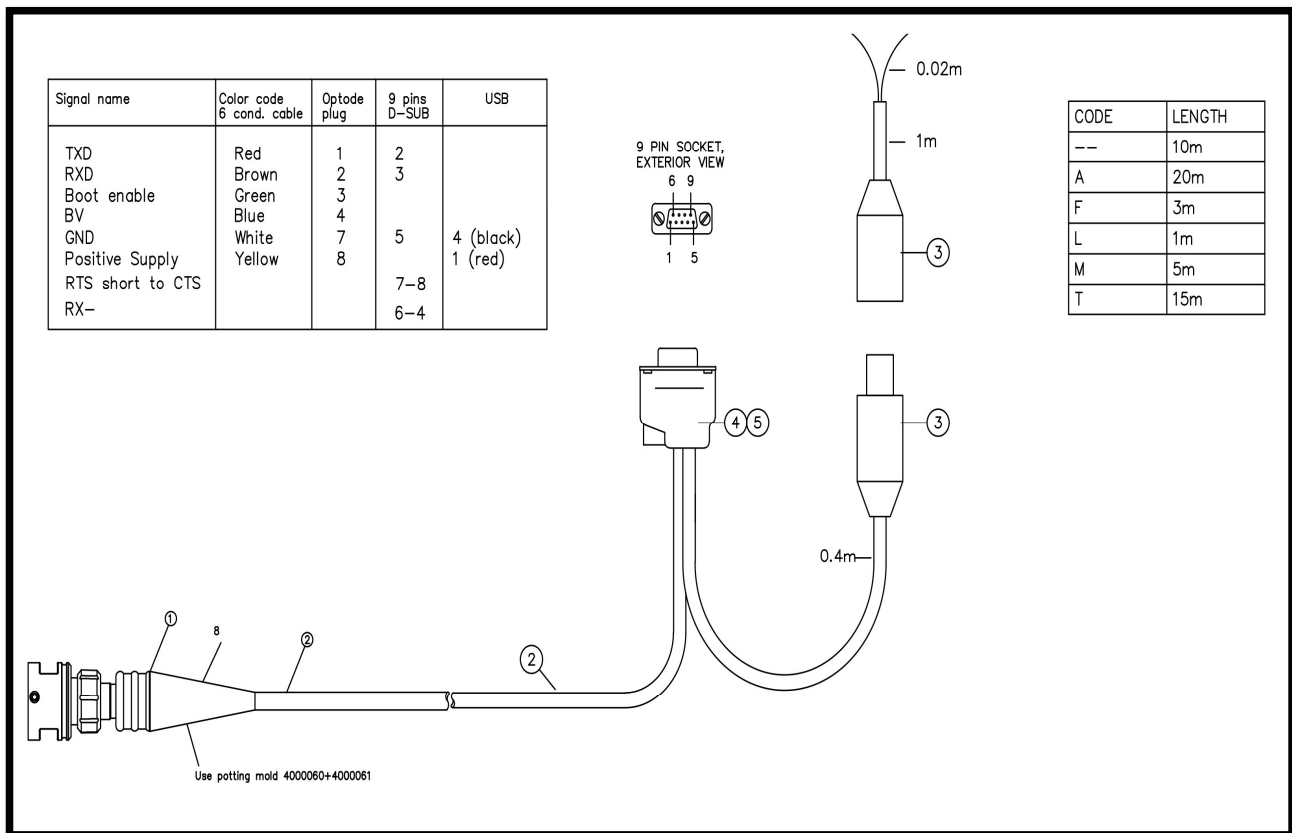 Signal name Color code 6 cond. cable Optode plug 9 pins D-SUB USB
TXD Red 1 2
RXD Brown 2 3
Boot enable Green 3
BV Blue 4
GND White 7 5 4 (black)
Positive Supply Yellow 8 1 (red)
RTS short to CTS 7-8
RX- 6-4
9 PIN SOCKET,
EXTERIOR VIEW
6 9
1 5
0.02m
1m
3
CODE LENGTH
-- 10m
A 20m
F 3m
L 1m
M 5m
T 15m
4 5
3
0.4m
1
8
2
2
Use potting mold 4000060+4000061